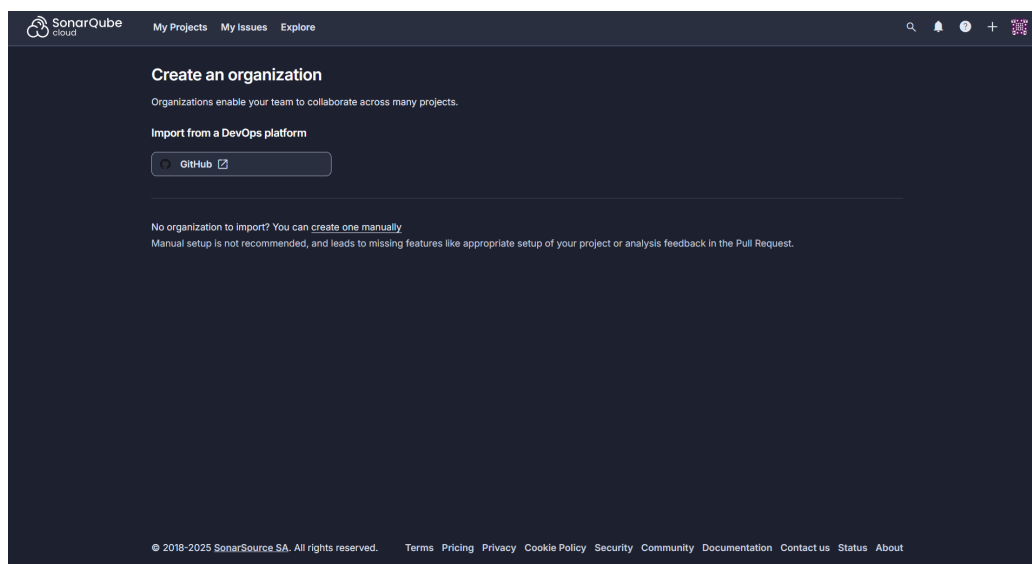 SonarQube
cloud
My Projects My Issues Explore
Create an organization
Organizations enable your team to collaborate across many projects.
Import from a DevOps platform
GitHub
No organization to import? You can create one manually
Manual setup is not recommended, and leads to missing features like appropriate setup of your project or analysis feedback in the Pull Request.
© 2018-2025 SonarSource SA. All rights reserved. Terms Pricing Privacy Cookie Policy Security Community Documentation Contact us Status About